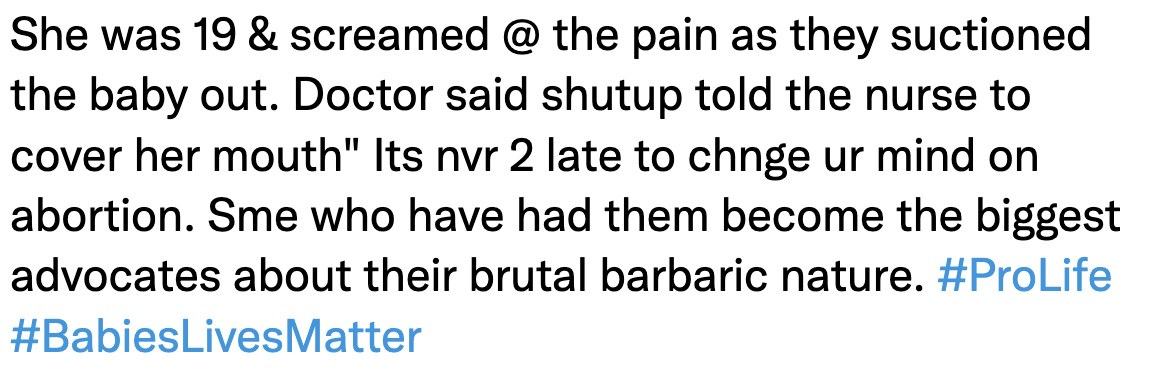 She was 19 & screamed @ the pain as they suctioned
the baby out. Doctor said shutup told the nurse to
cover her mouth" Its nvr 2 late to chnge ur mind on
abortion. Sme who have had them become the biggest
advocates about their brutal barbaric nature. #ProLife
#BabiesLivesMatter